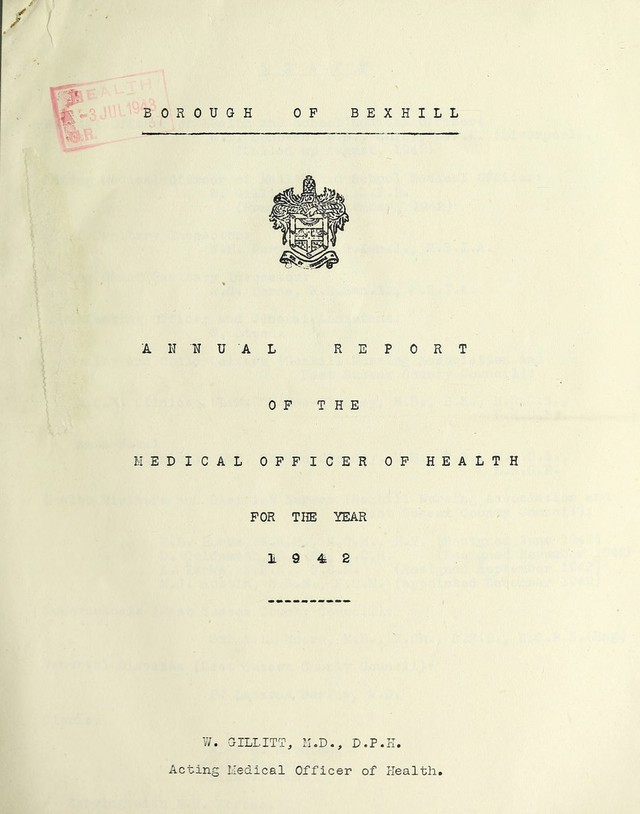 HEALTH
-3 JUL 1943
BOROUGH OF BEXHILL
ANNUAL REPORT
OF THE
MEDICAL OFFICER OF HEALTH
FOR THE YEAR
1942
----------
W. GILLITT, M.D., D.P.H.
Acting Medical Officer of Health.